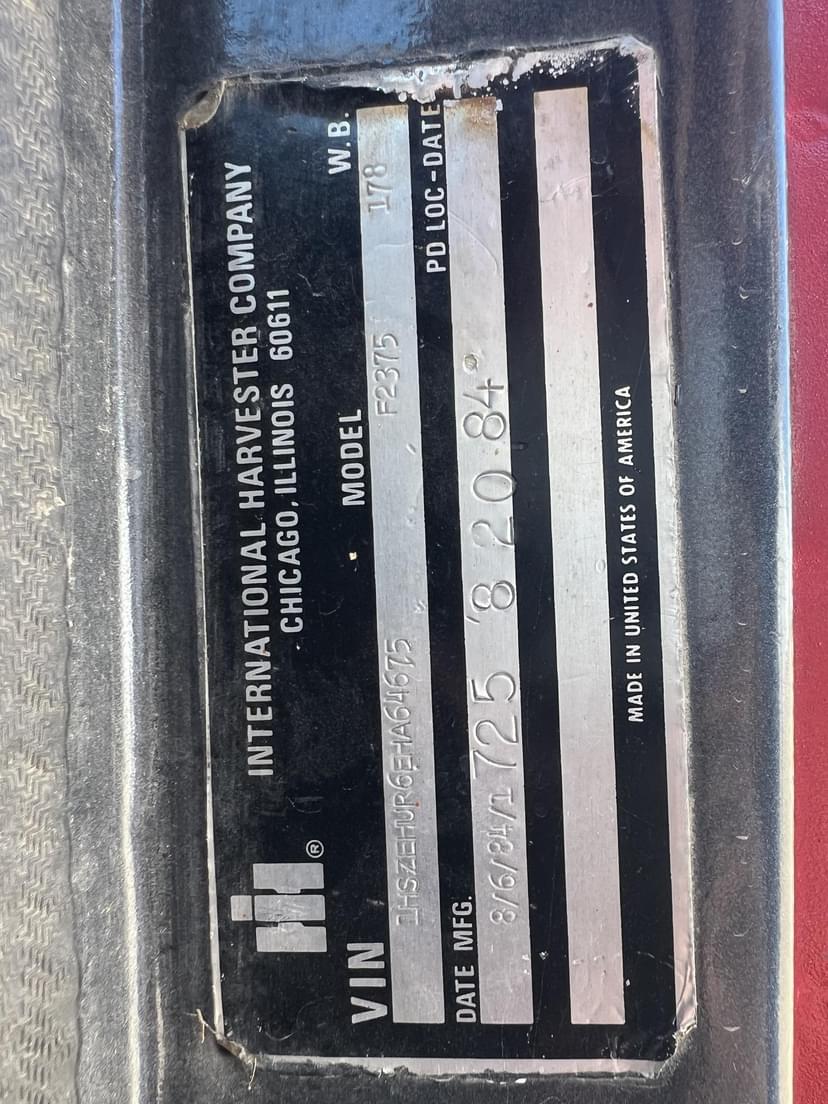 INTERNATIONAL HARVESTER COMPANY
CHICAGO, ILLINOIS 60611
IH ®
VIN MODEL W.B.
1HSZEHUR6EHA64675 F2375 178
DATE MFG. PD LOC-DATE
8/6/84/1 725 8 20 84
MADE IN UNITED STATES OF AMERICA